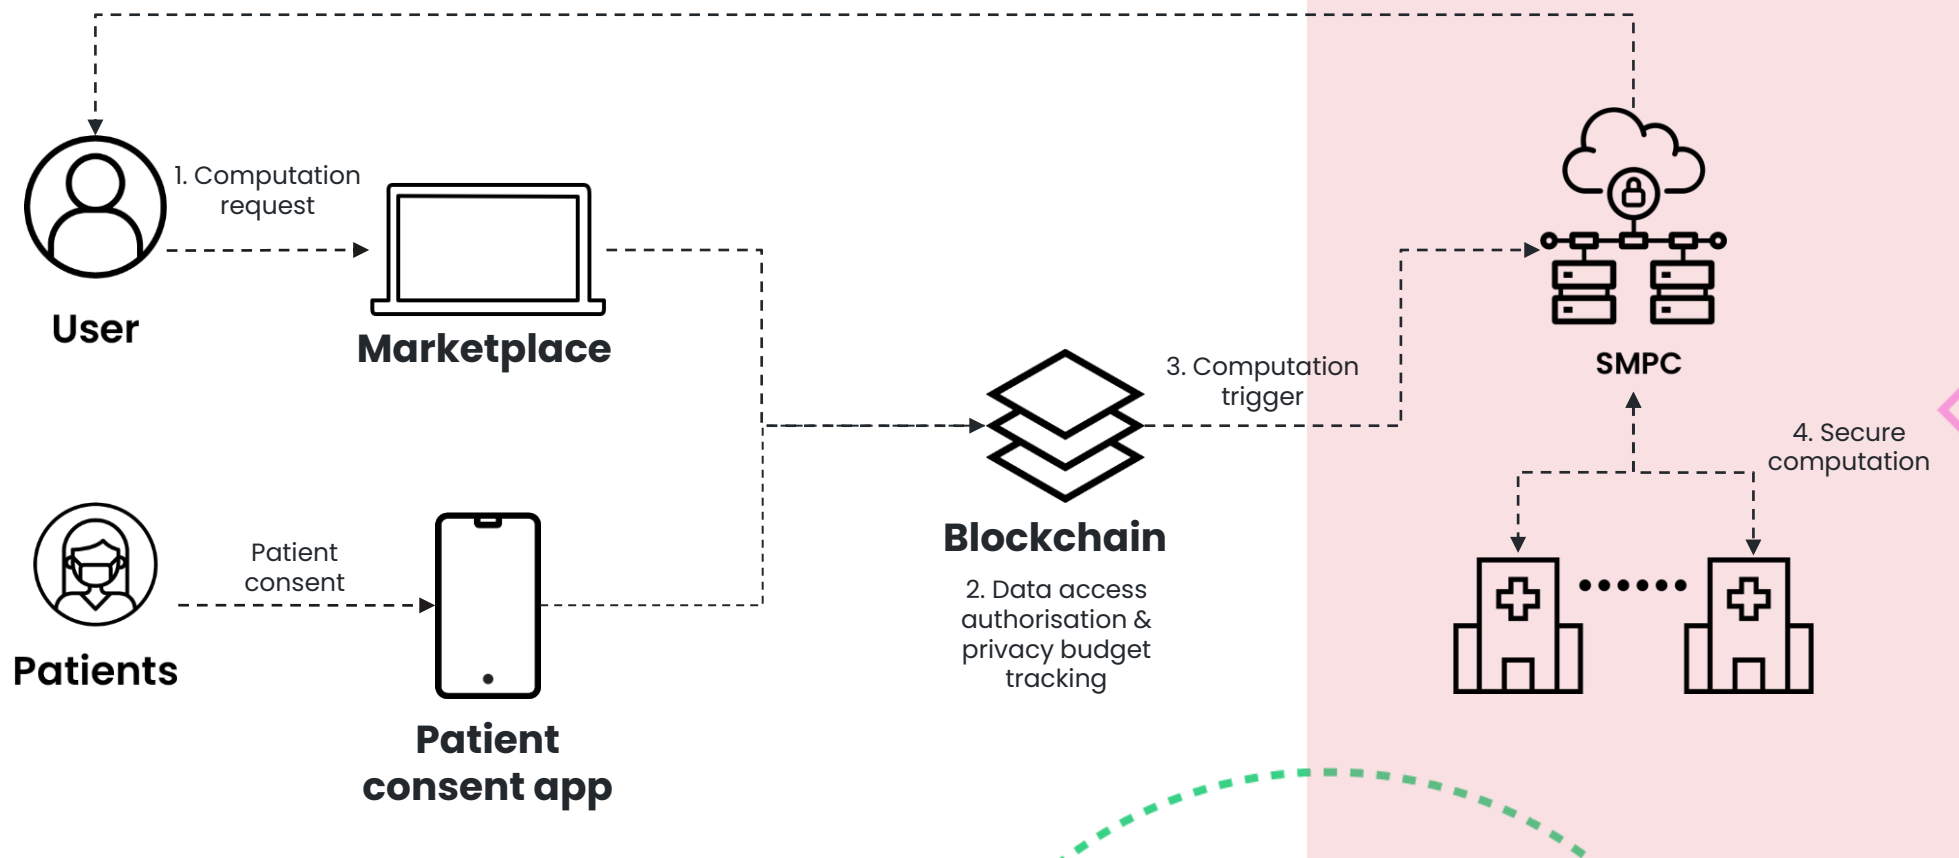 1. Computation
request
User
Marketplace
3. Computation
trigger
SMPC
4. Secure
computation
Patient
consent
Patients
Blockchain
2. Data access
authorisation &
privacy budget
tracking
Patient
consent app